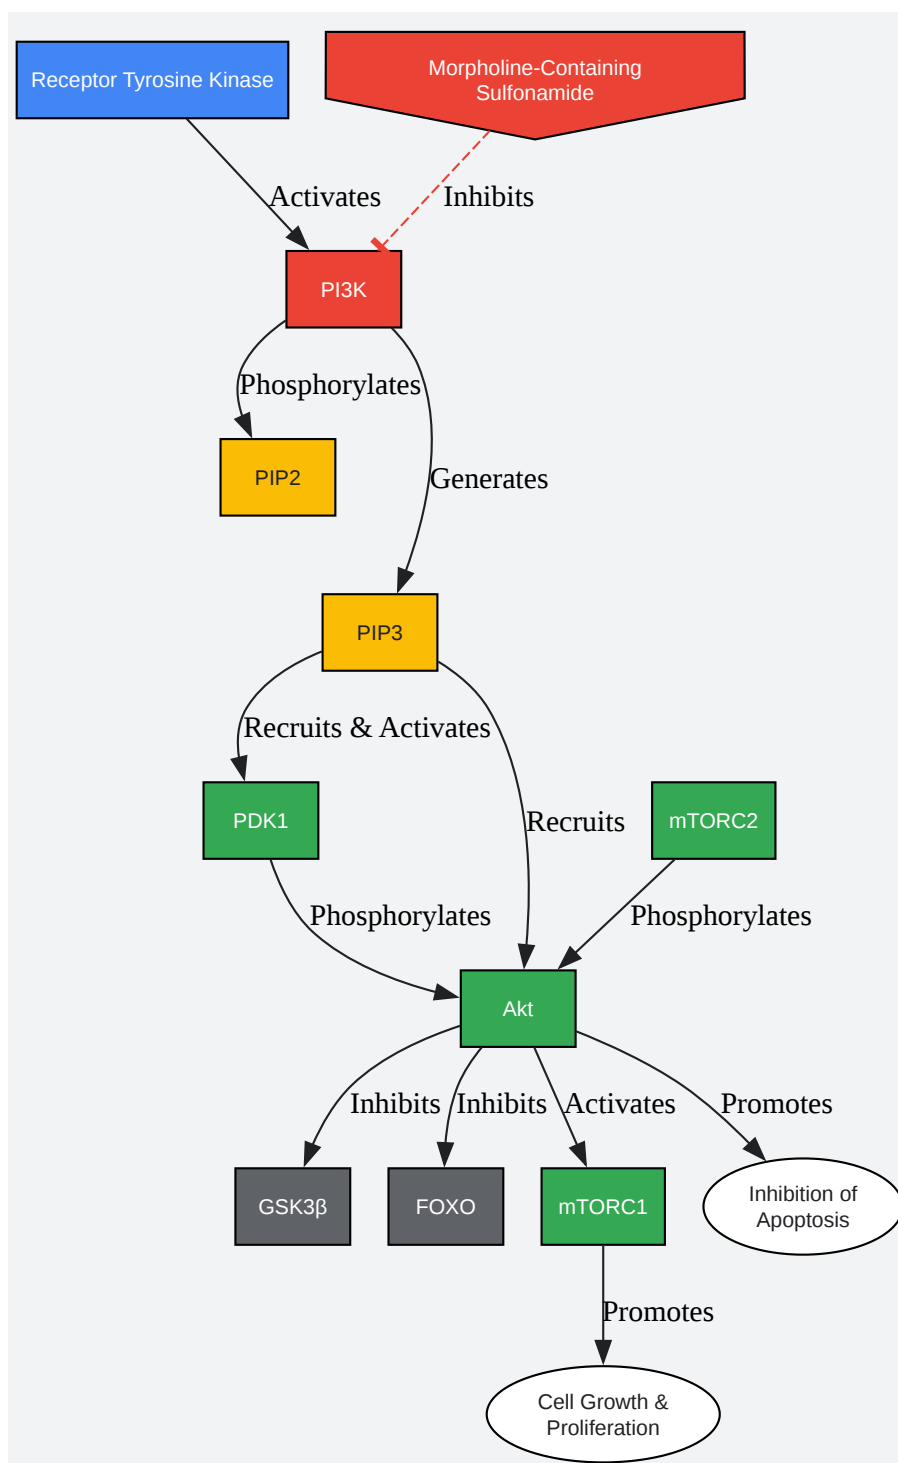 Receptor Tyrosine Kinase
Morpholine-Containing
Sulfonamide
Activates
Inhibits
PI3K
Phosphorylates
PIP2
Generates
PIP3
Recruits & Activates
PDK1
Recruits
mTORC2
Phosphorylates
Phosphorylates
Akt
Inhibits
Inhibits
Activates
Promotes
GSK3β
FOXO
mTORC1
Inhibition of
Apoptosis
Promotes
Cell Growth &
Proliferation